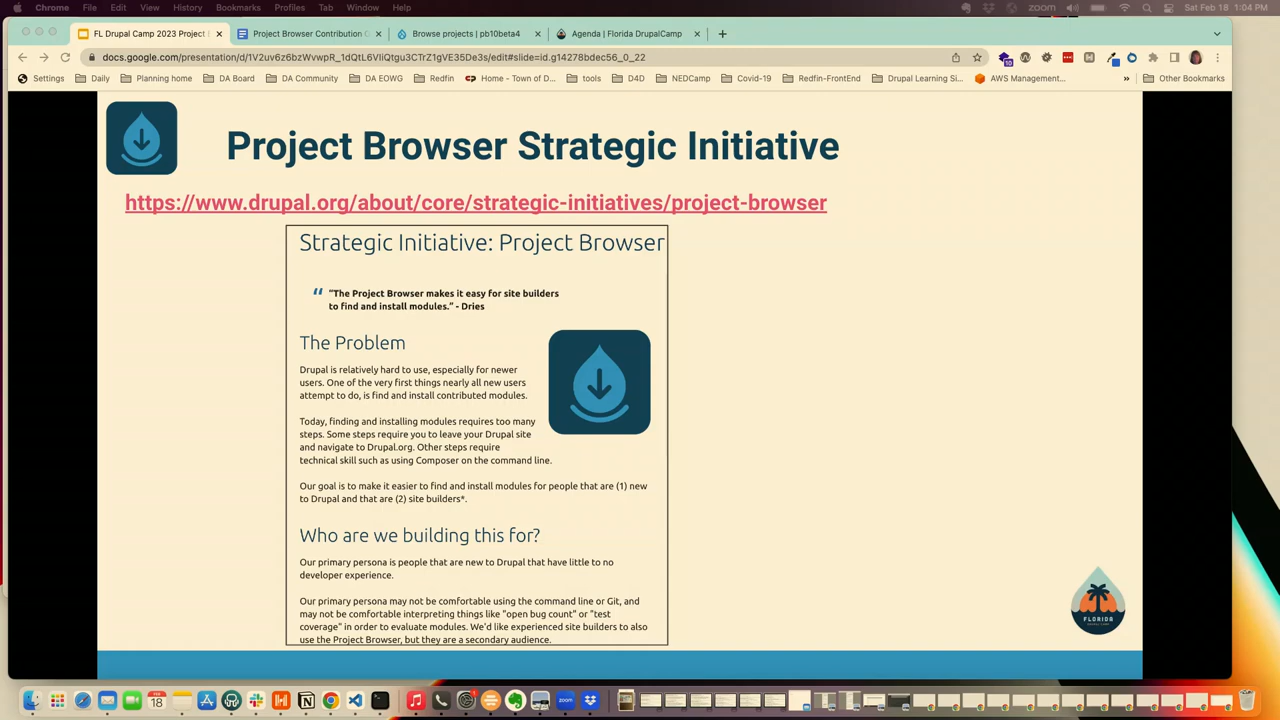 Chrome File Edit View History Bookmarks Profiles Tab Window Help
zoom Sat Feb 18 1:04 PM
FL Drupal Camp 2023 Project
Project Browser Contribution
Browse projects | pb10beta4
Agenda | Florida DrupalCamp
docs.google.com/presentation/d/1V2uv6z6bzWvwpR_1dQtL6VIiQtgu3CTrZ1gVE35De3s/edit#slide=id.g14278bdec56_0_22
Settings Daily Planning home DA Board DA Community DA EOWG Redfin Home - Town of D... tools D4D NEDCamp Covid-19 Redfin-FrontEnd Drupal Learning Si... AWS Management... » Other Bookmarks
Project Browser Strategic Initiative
https://www.drupal.org/about/core/strategic-initiatives/project-browser
Strategic Initiative: Project Browser
“The Project Browser makes it easy for site builders
to find and install modules.” - Dries
The Problem
Drupal is relatively hard to use, especially for newer
users. One of the very first things nearly all new users
attempt to do, is find and install contributed modules.
Today, finding and installing modules requires too many
steps. Some steps require you to leave your Drupal site
and navigate to Drupal.org. Other steps require
technical skill such as using Composer on the command line.
Our goal is to make it easier to find and install modules for people that are (1) new
to Drupal and that are (2) site builders*.
Who are we building this for?
Our primary persona is people that are new to Drupal that have little to no
developer experience.
Our primary persona may not be comfortable using the command line or Git, and
may not be comfortable interpreting things like "open bug count" or "test
coverage" in order to evaluate modules. We'd like experienced site builders to also
use the Project Browser, but they are a secondary audience.
FLORIDA
FEB
18
zoom